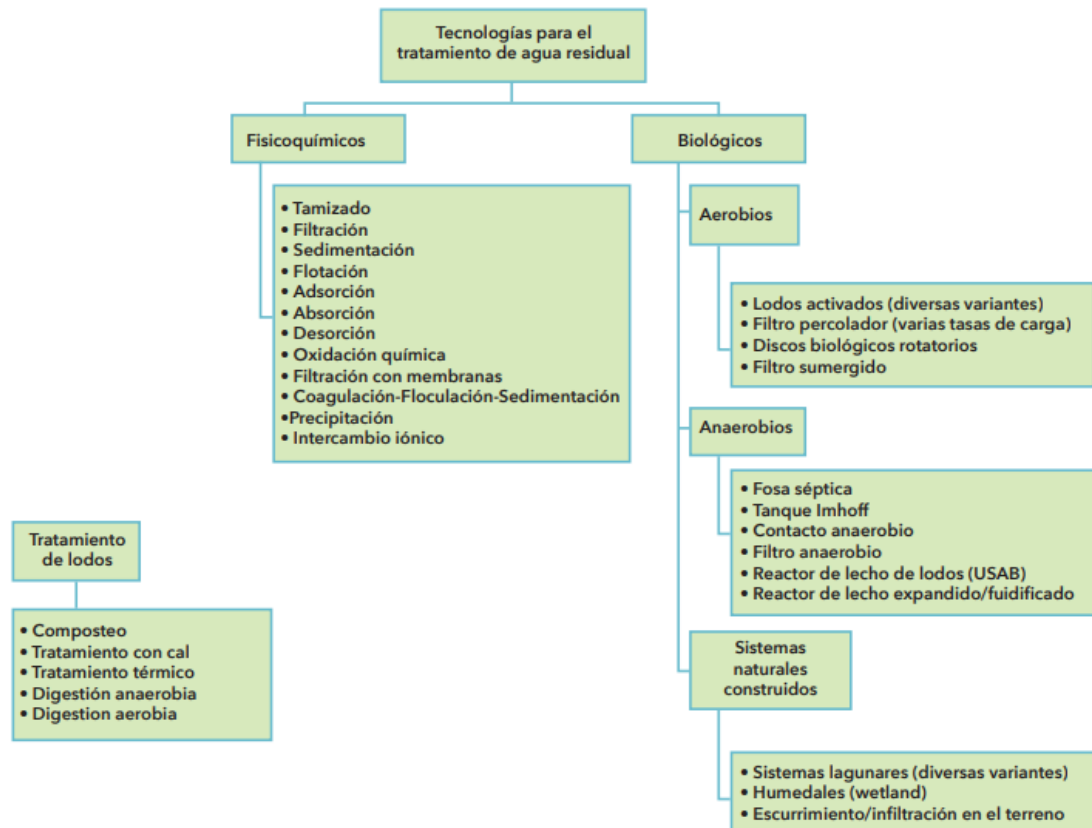 Tecnologías para el
tratamiento de agua residual
Fisicoquímicos
• Tamizado
• Filtración
• Sedimentación
• Flotación
• Adsorción
• Absorción
• Desorción
• Oxidación química
• Filtración con membranas
• Coagulación-Floculación-Sedimentación
•Precipitación
• Intercambio iónico
Biológicos
Aerobios
• Lodos activados (diversas variantes)
• Filtro percolador (varias tasas de carga)
• Discos biológicos rotatorios
• Filtro sumergido
Anaerobios
• Fosa séptica
• Tanque Imhoff
• Contacto anaerobio
• Filtro anaerobio
• Reactor de lecho de lodos (USAB)
• Reactor de lecho expandido/fuidificado
Sistemas
naturales
construidos
• Sistemas lagunares (diversas variantes)
• Humedales (wetland)
• Escurrimiento/infiltración en el terreno
Tratamiento
de lodos
• Composteo
• Tratamiento con cal
• Tratamiento térmico
• Digestión anaerobia
• Digestion aerobia